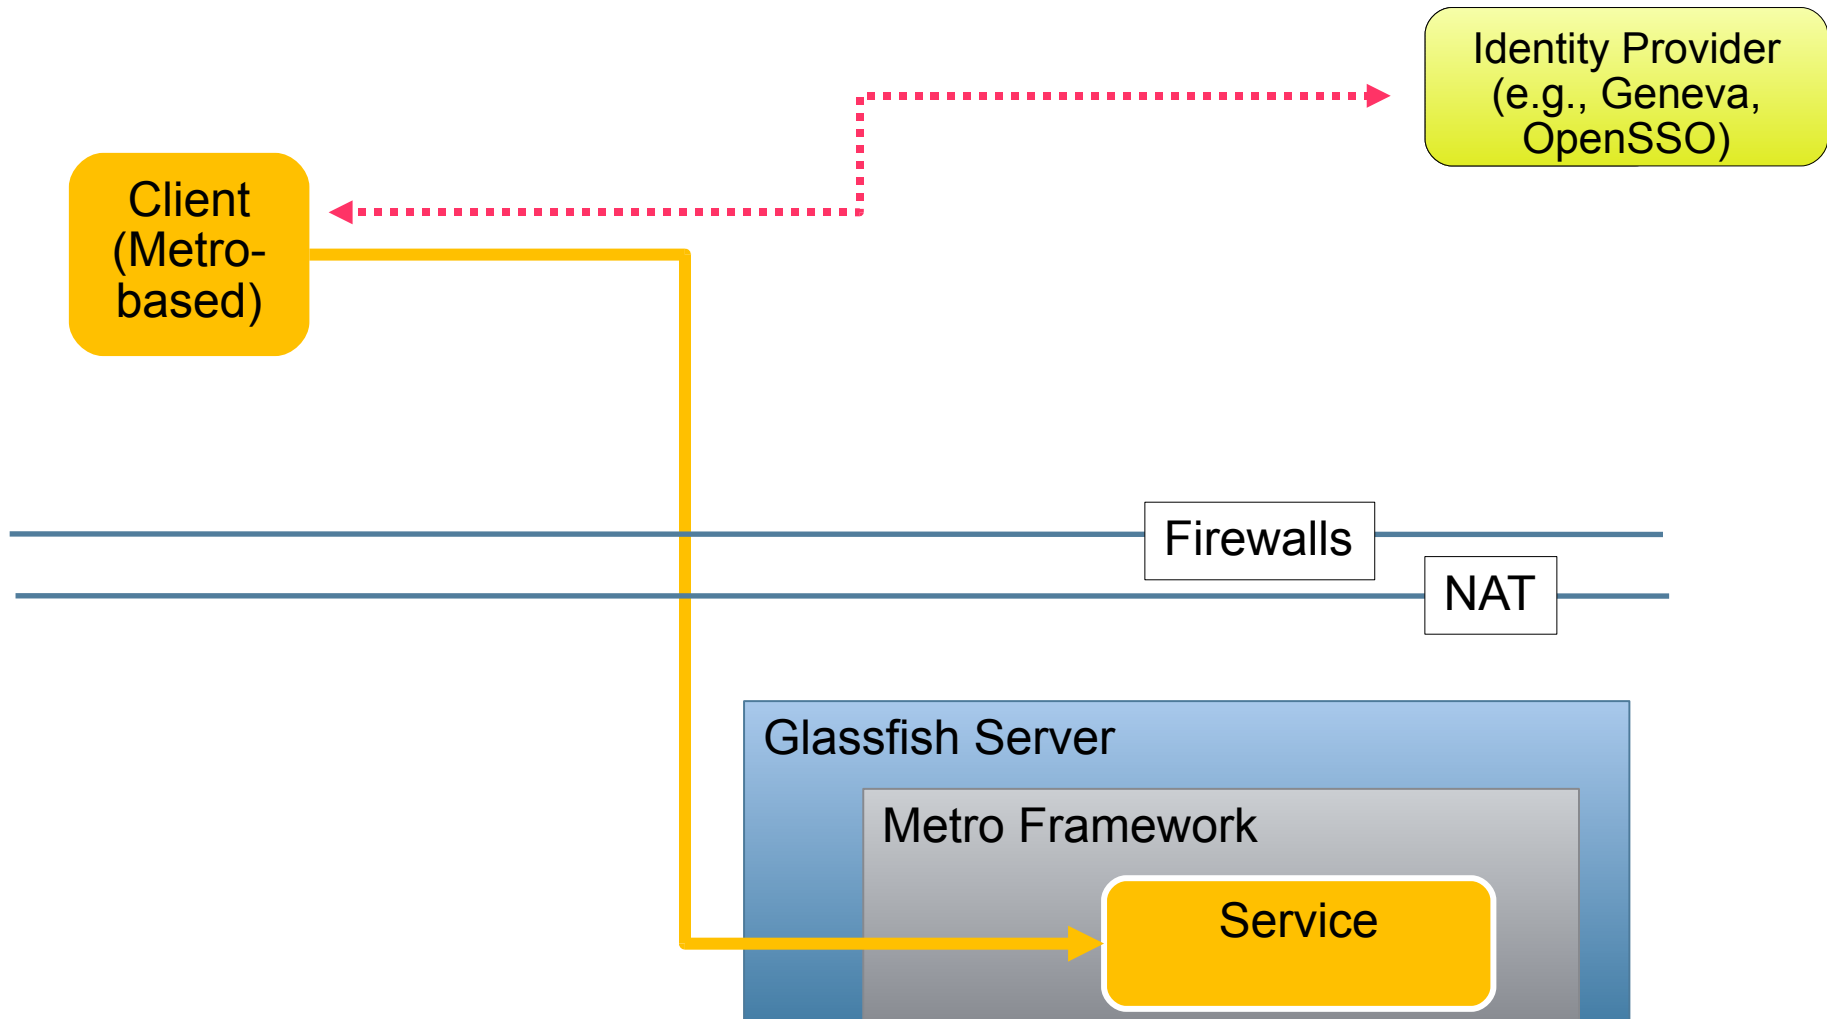 Identity Provider
(e.g., Geneva,
OpenSSO)
Client
(Metro-
based)
Firewalls
NAT
Glassfish Server
Metro Framework
Service